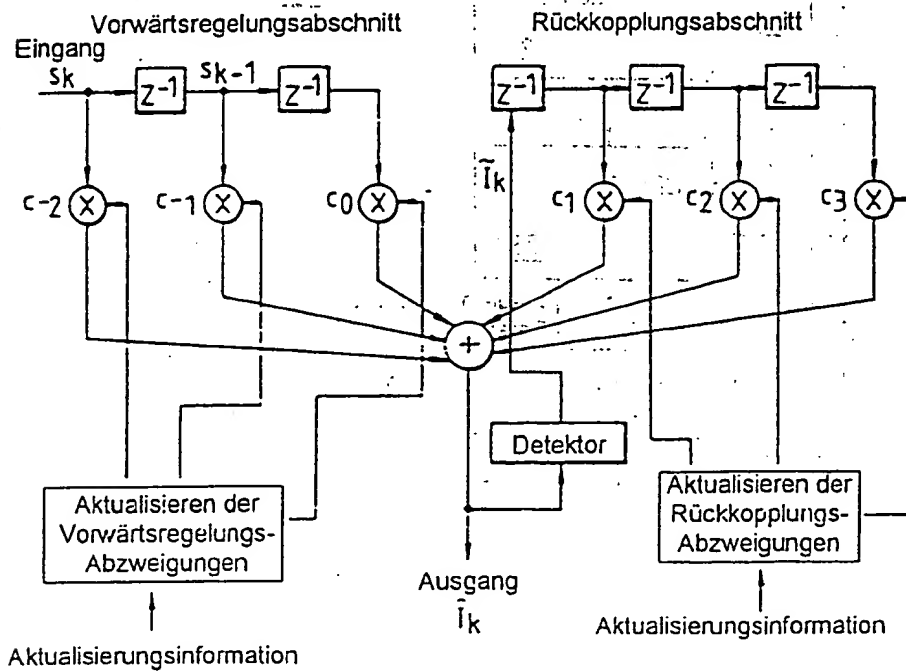 Vorwärtsregelungsabschnitt
Rückkopplungsabschnitt
Eingang
Sk
Z⁻¹
Sk-1
Z⁻¹
Z⁻¹
Z⁻¹
Z⁻¹
Ĩk
c-2
X
c-1
X
c0
X
c1
X
c2
X
c3
X
+
Detektor
Aktualisieren der
Vorwärtsregelungs-
Abzweigungen
Aktualisieren der
Rückkopplungs-
Abzweigungen
Ausgang
Îk
Aktualisierungsinformation
Aktualisierungsinformation